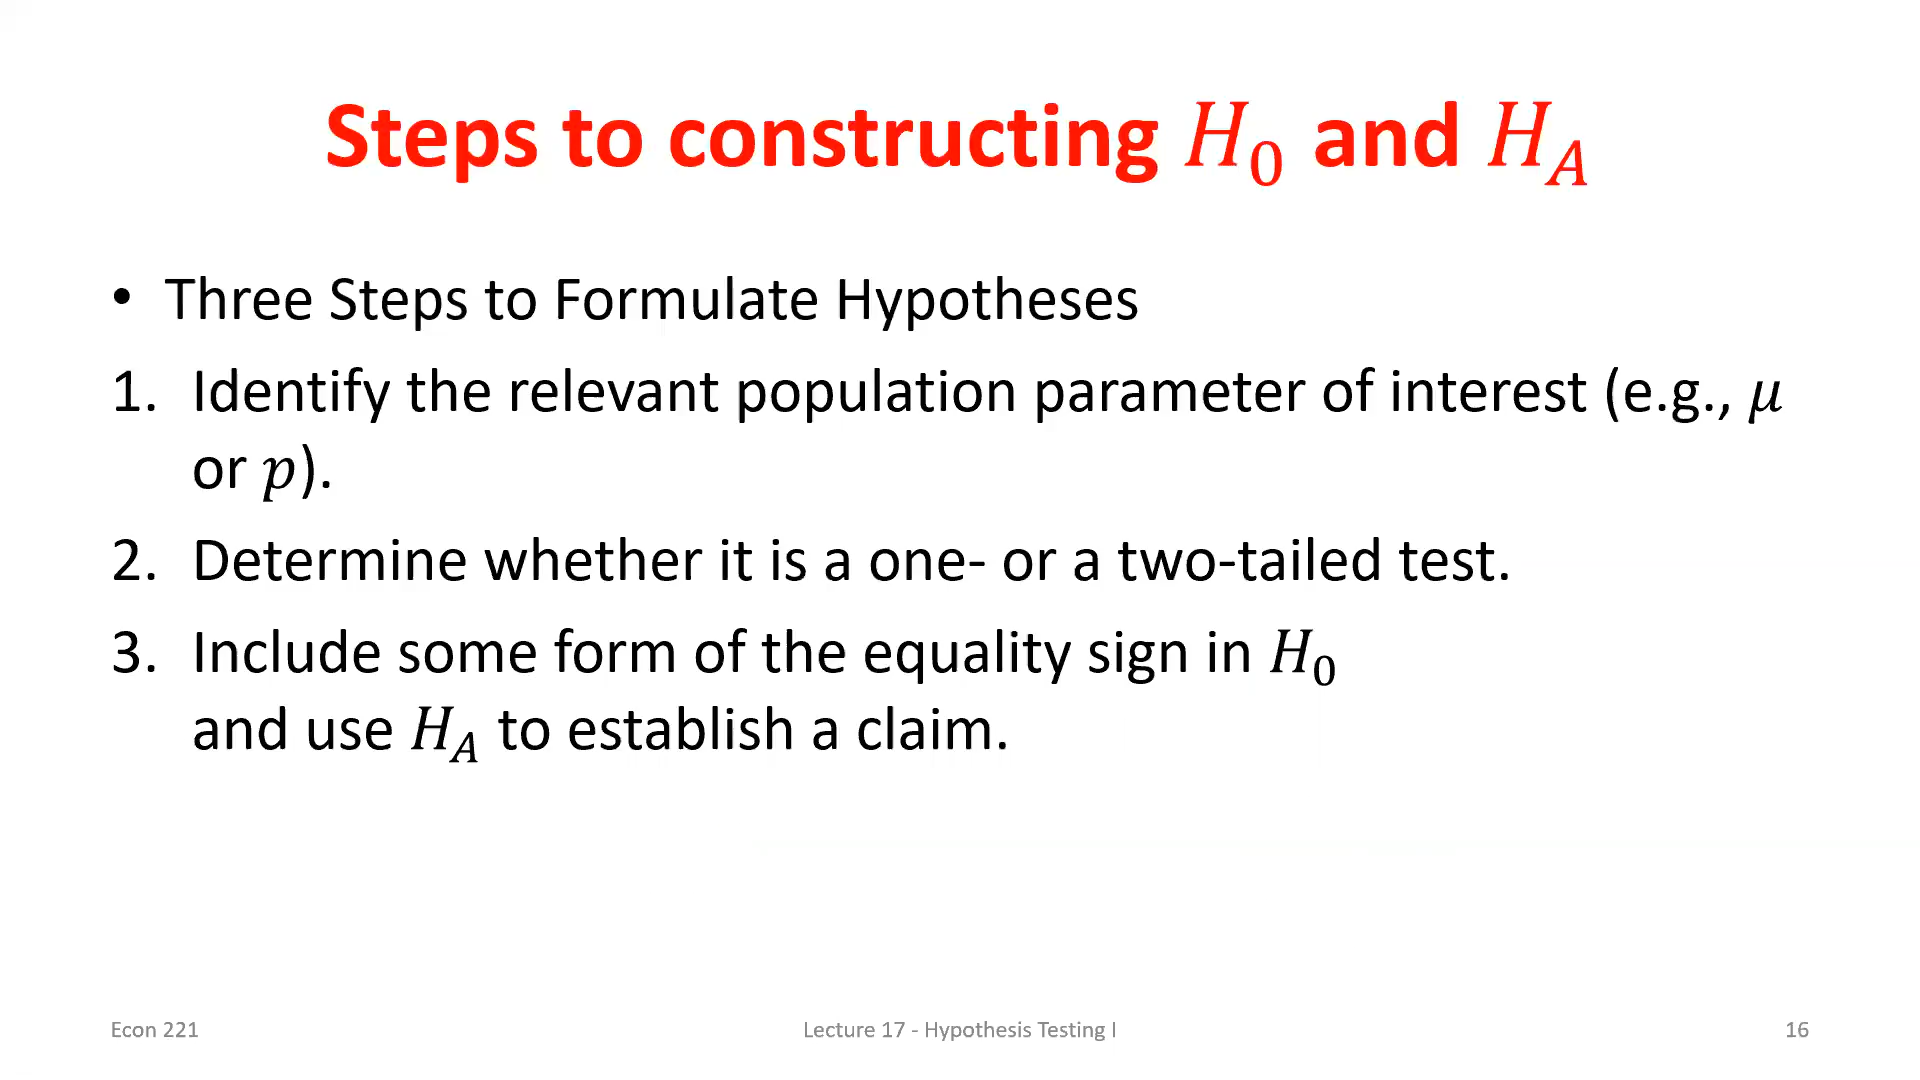 Steps to constructing H₀ and H_A
• Three Steps to Formulate Hypotheses
1. Identify the relevant population parameter of interest (e.g., μ
or p).
2. Determine whether it is a one- or a two-tailed test.
3. Include some form of the equality sign in H₀
and use H_A to establish a claim.
Econ 221
Lecture 17 - Hypothesis Testing I
16